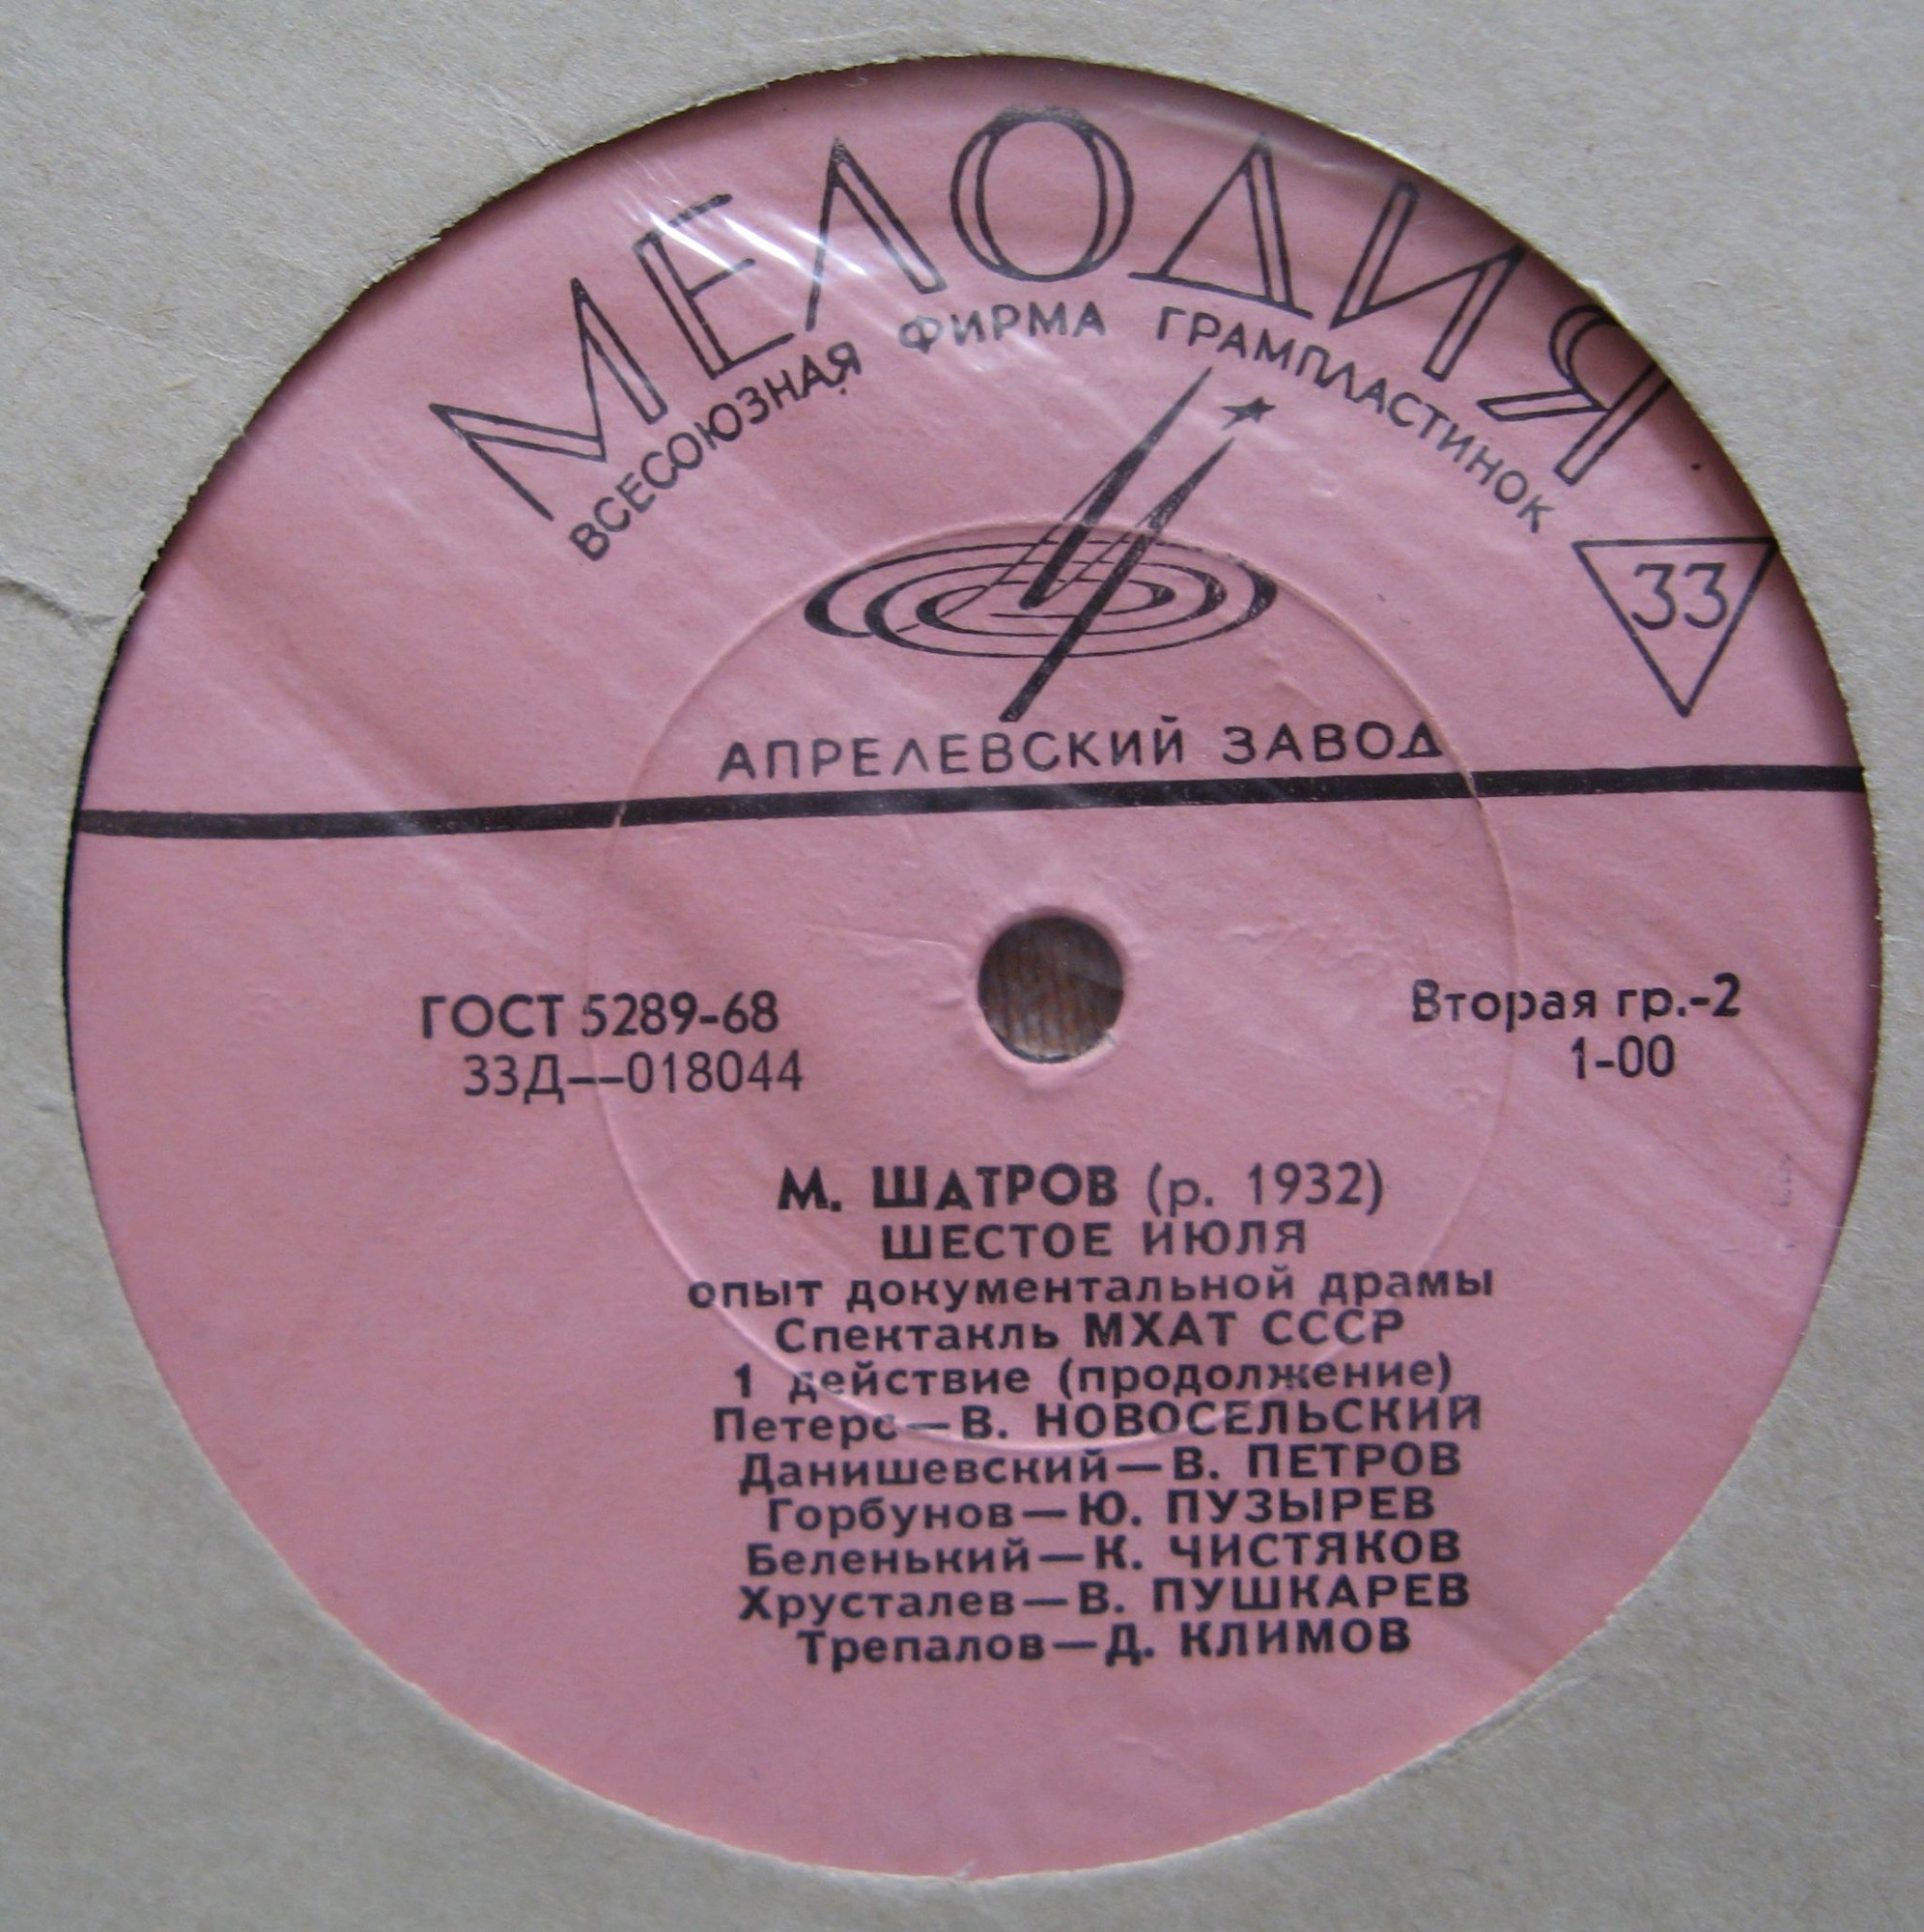 МЕЛОДИЯ
ВСЕСОЮЗНАЯ ФИРМА ГРАМПЛАСТИНОК
33
АПРЕЛЕВСКИЙ ЗАВОД
ГОСТ 5289-68
33Д—018044
Вторая гр.-2
1-00
М. ШАТРОВ (р. 1932)
ШЕСТОЕ ИЮЛЯ
опыт документальной драмы
Спектакль МХАТ СССР
1 действие (продолжение)
Петерс—В. НОВОСЕЛЬСКИЙ
Данишевский—В. ПЕТРОВ
Горбунов—Ю. ПУЗЫРЕВ
Беленький—К. ЧИСТЯКОВ
Хрусталев—В. ПУШКАРЕВ
Трепалов—Д. КЛИМОВ